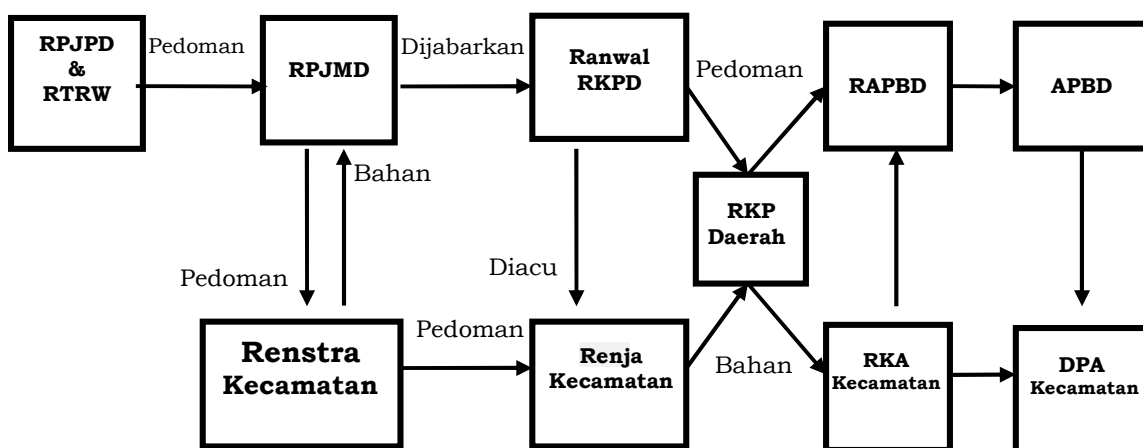 RPJPD
&
RTRW
Pedoman
RPJMD
Dijabarkan
Ranwal
RKPD
Pedoman
RAPBD
APBD
Bahan
RKP
Daerah
Pedoman
Diacu
Renstra
Kecamatan
Pedoman
Renja
Kecamatan
Bahan
RKA
Kecamatan
DPA
Kecamatan